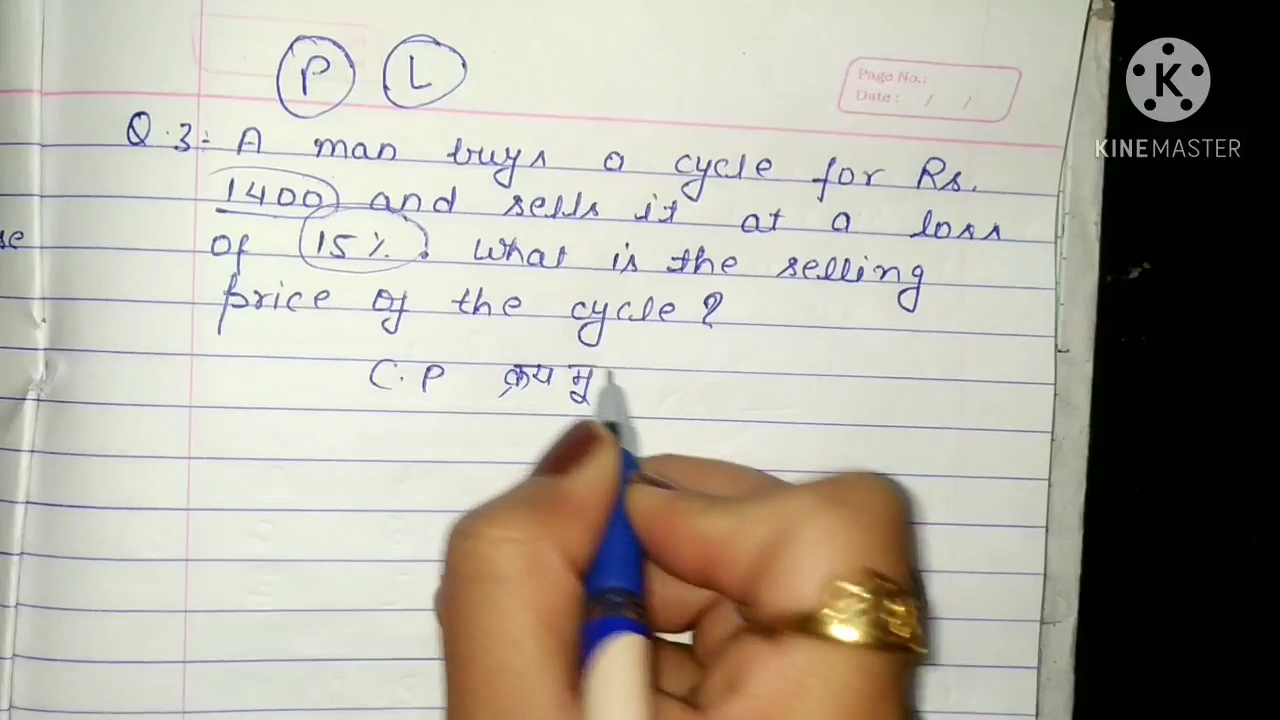 P L
Page No.:
Date: / /
K
KINEMASTER
Q.3:- A man buys a cycle for Rs.
1400 and sells it at a loss
of 15%. What is the selling
price of the cycle?
C.P क्रय मू